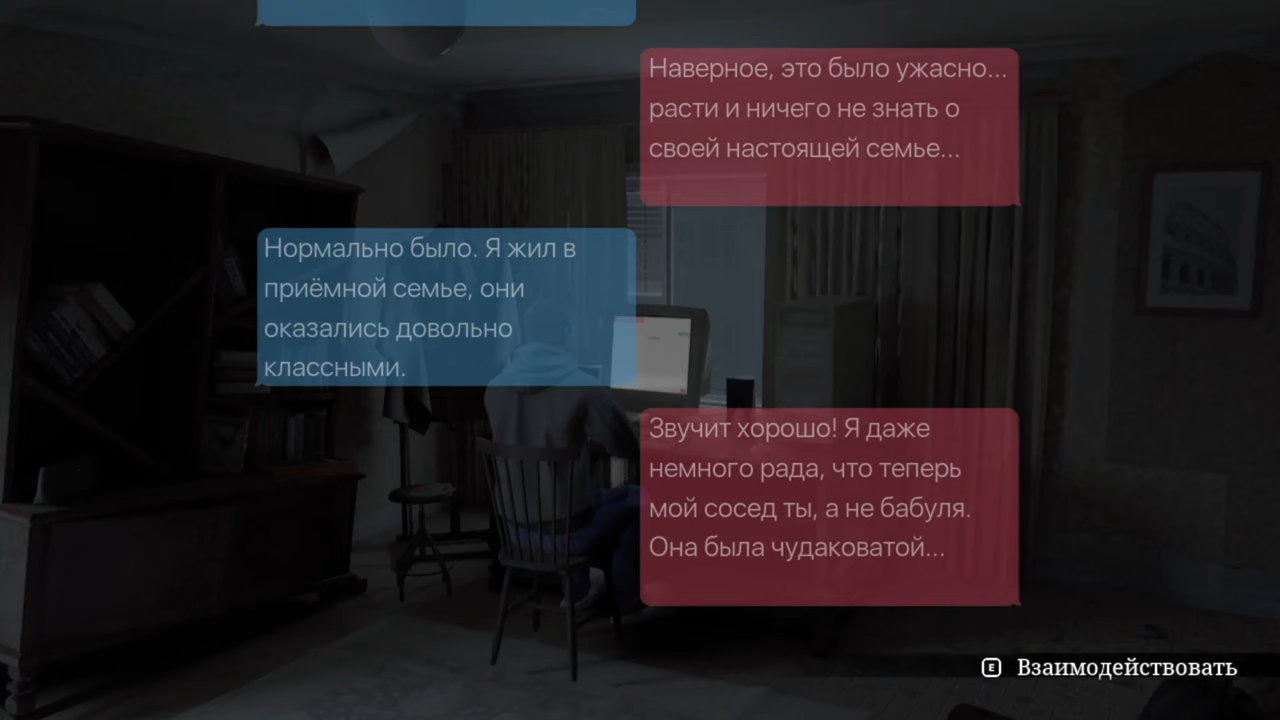 Наверное, это было ужасно...
расти и ничего не знать о
своей настоящей семье...
Нормально было. Я жил в
приёмной семье, они
оказались довольно
классными.
Звучит хорошо! Я даже
немного рада, что теперь
мой сосед ты, а не бабуля.
Она была чудаковатой...
E Взаимодействовать